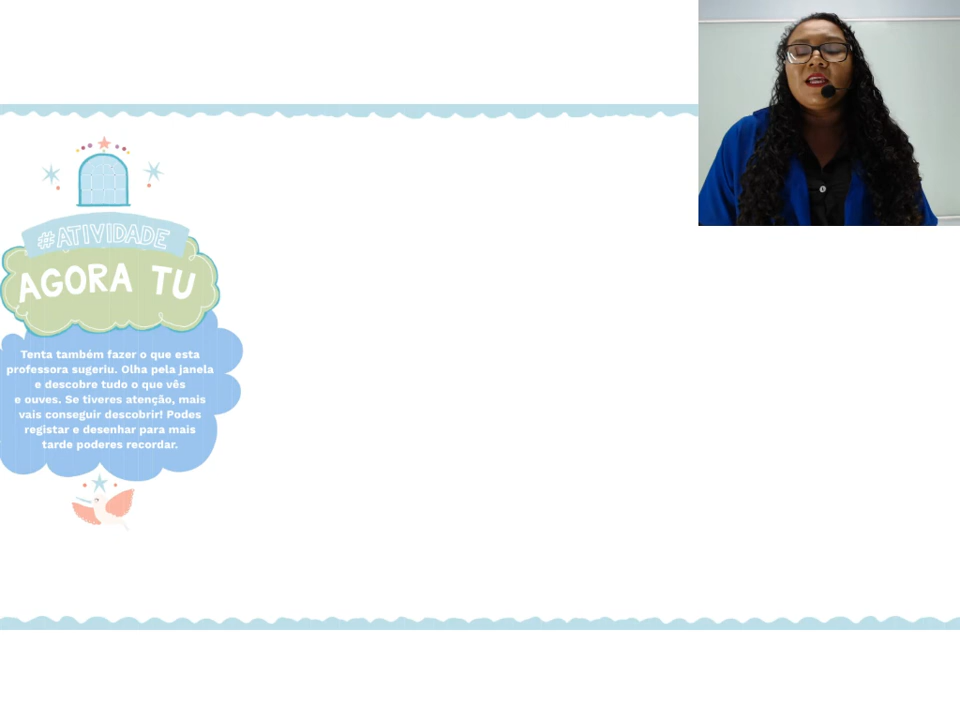 #ATIVIDADE
AGORA TU
Tenta também fazer o que esta
professora sugeriu. Olha pela janela
e descobre tudo o que vês
e ouves. Se tiveres atenção, mais
vais conseguir descobrir! Podes
registar e desenhar para mais
tarde poderes recordar.